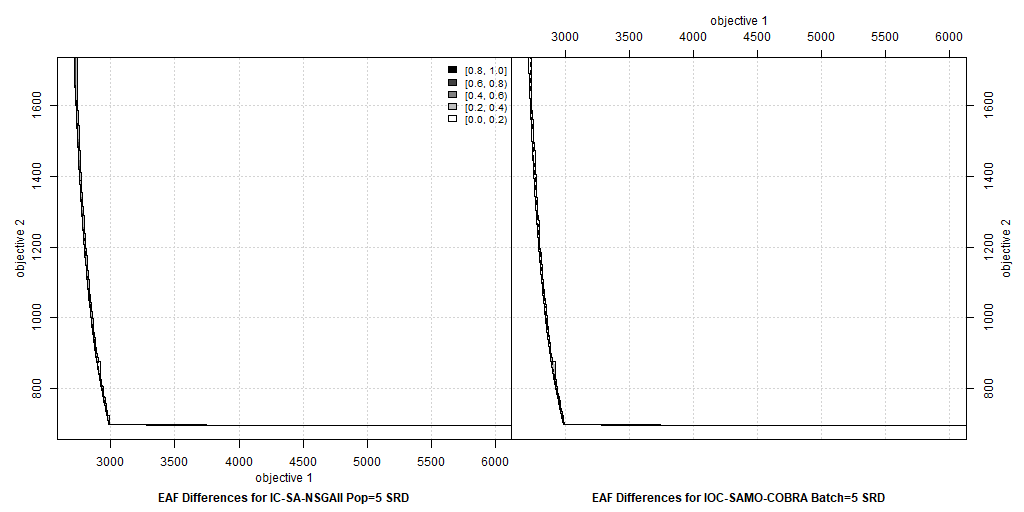 objective 1
3000 3500 4000 4500 5000 5500 6000
[0.8, 1.0]
[0.6, 0.8)
[0.4, 0.6)
[0.2, 0.4)
[0.0, 0.2)
1600
1400
1200
1000
800
objective 2
1600
1400
1200
1000
800
objective 2
3000 3500 4000 4500 5000 5500 6000
objective 1
EAF Differences for IC-SA-NSGAII Pop=5 SRD
EAF Differences for IOC-SAMO-COBRA Batch=5 SRD